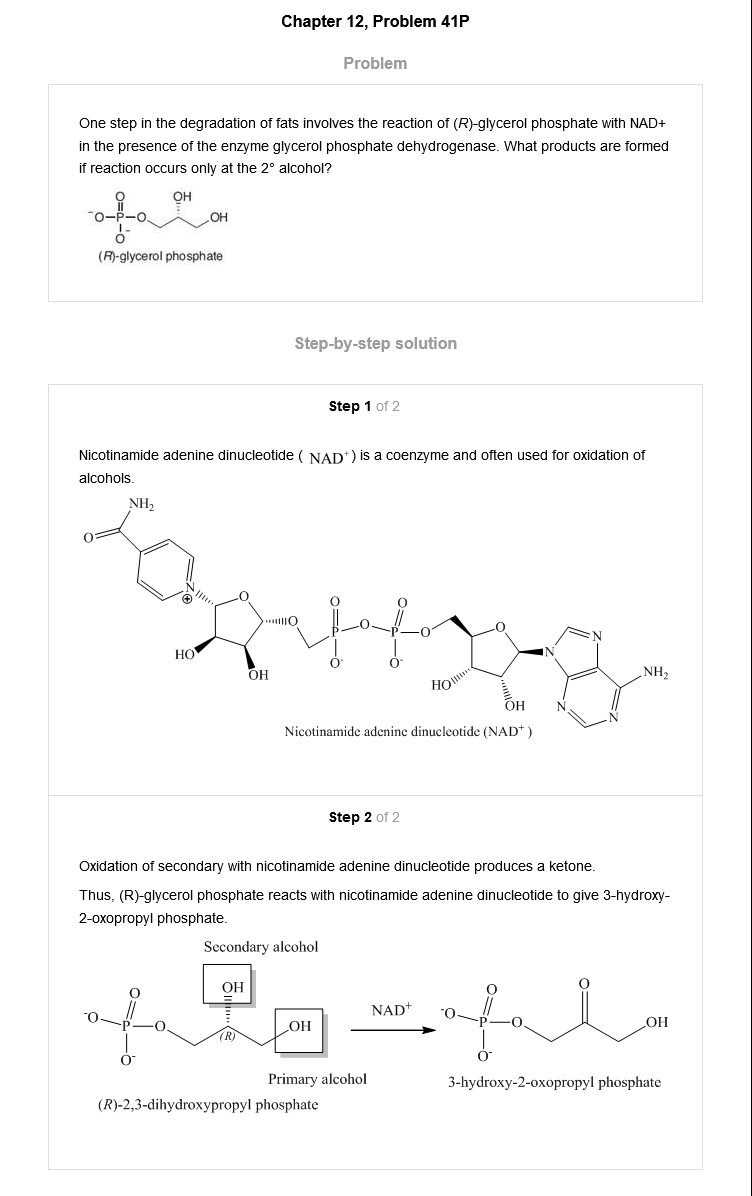 Chapter 12, Problem 41P
Problem
One step in the degradation of fats involves the reaction of (R)-glycerol phosphate with NAD+
in the presence of the enzyme glycerol phosphate dehydrogenase. What products are formed
if reaction occurs only at the 2° alcohol?
O
OH
⁻O-P-O
OH
O⁻
(R)-glycerol phosphate
Step-by-step solution
Step 1 of 2
Nicotinamide adenine dinucleotide ( NAD⁺ ) is a coenzyme and often used for oxidation of
alcohols.
NH₂
O
N
⊕
O
O
O
P
O
O
P
O
O
N
N
NH₂
HO
OH
O⁻
O⁻
HO
OH
N
N
Nicotinamide adenine dinucleotide (NAD⁺ )
Step 2 of 2
Oxidation of secondary with nicotinamide adenine dinucleotide produces a ketone.
Thus, (R)-glycerol phosphate reacts with nicotinamide adenine dinucleotide to give 3-hydroxy-
2-oxopropyl phosphate.
Secondary alcohol
O
OH
⁻O
P
O
(R)
OH
O⁻
NAD⁺
O
O
⁻O
P
O
OH
O⁻
Primary alcohol
3-hydroxy-2-oxopropyl phosphate
(R)-2,3-dihydroxypropyl phosphate